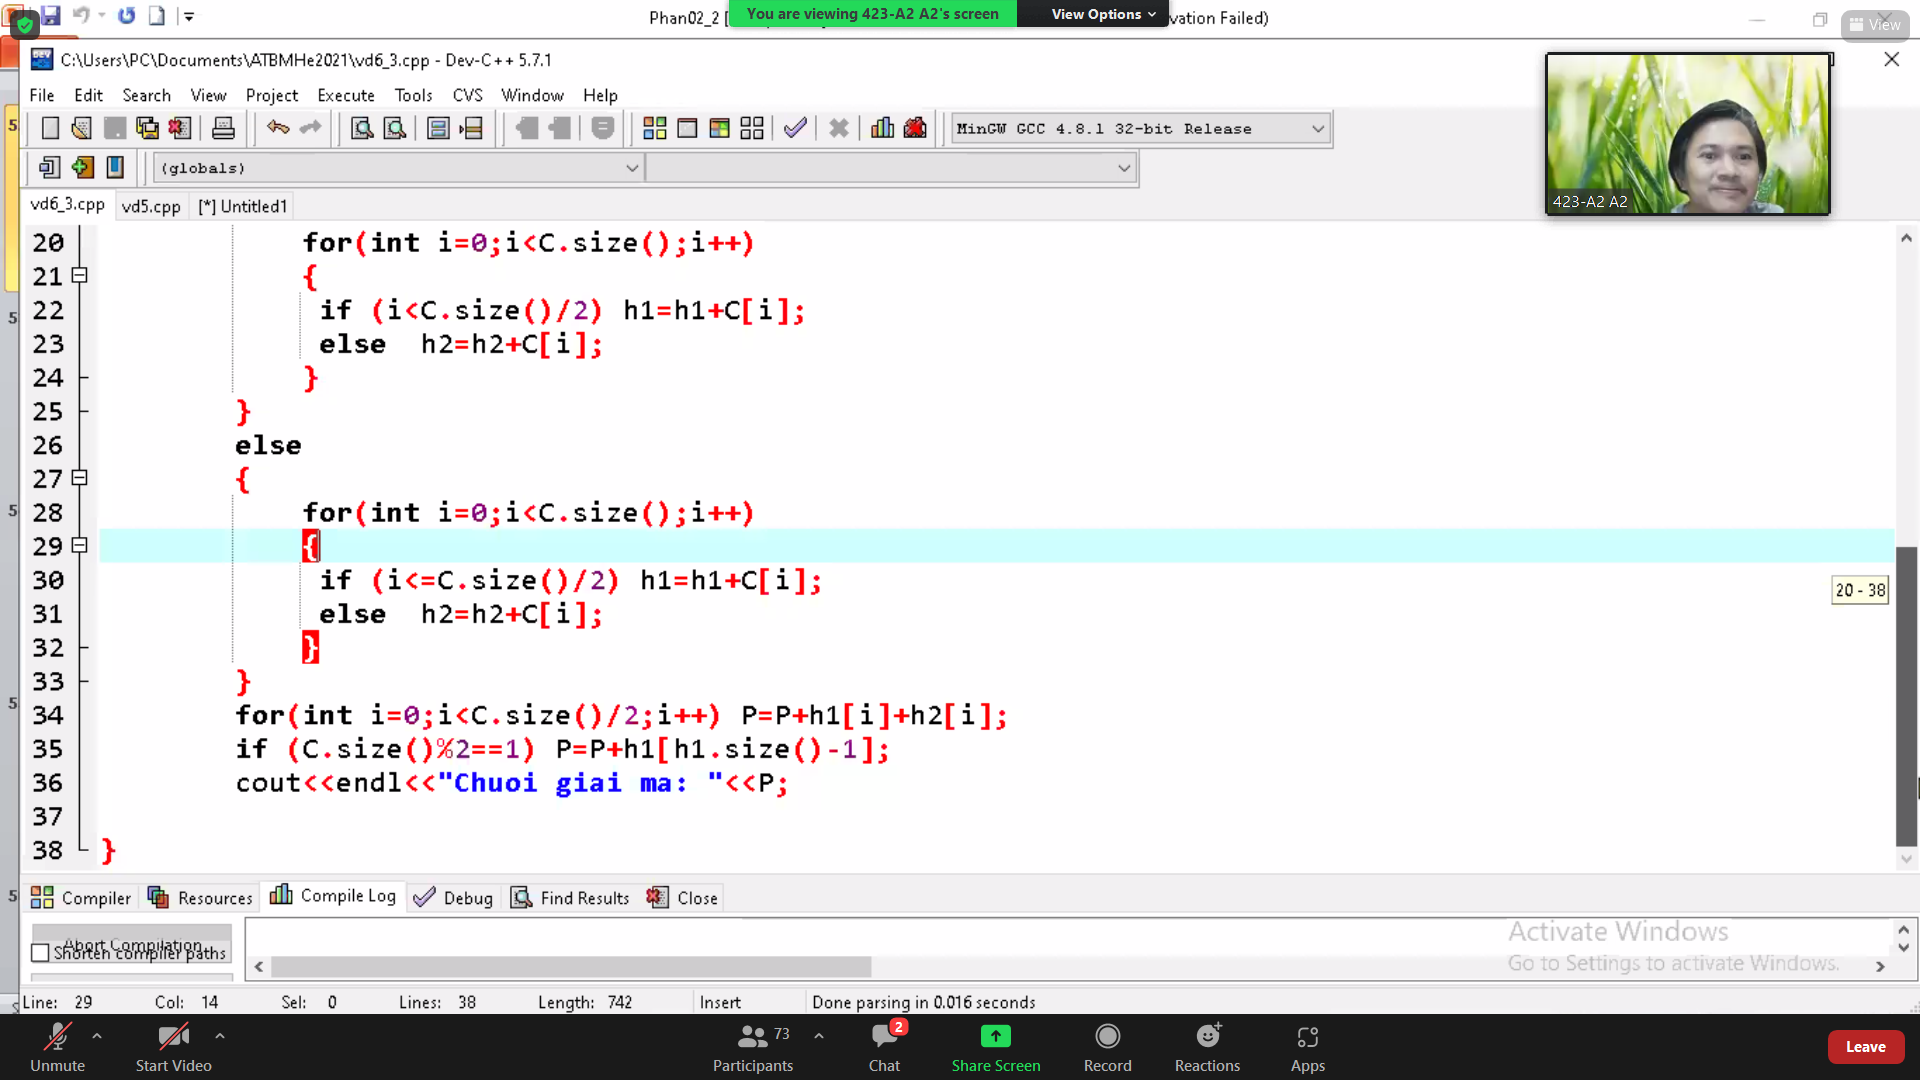 Phan02_2 [
You are viewing 423-A2 A2's screen
View Options
vation Failed)
View
C:\Users\PC\Documents\ATBMHe2021\vd6_3.cpp - Dev-C++ 5.7.1
File Edit Search View Project Execute Tools CVS Window Help
MinGW GCC 4.8.1 32-bit Release
(globals)
423-A2 A2
vd6_3.cpp vd5.cpp [*] Untitled1
20 for(int i=0;i<C.size();i++)
21 {
22 if (i<C.size()/2) h1=h1+C[i];
23 else h2=h2+C[i];
24 }
25 }
26 else
27 {
28 for(int i=0;i<C.size();i++)
29 {
30 if (i<=C.size()/2) h1=h1+C[i];
31 else h2=h2+C[i];
32 }
33 }
34 for(int i=0;i<C.size()/2;i++) P=P+h1[i]+h2[i];
35 if (C.size()%2==1) P=P+h1[h1.size()-1];
36 cout<<endl<<"Chuoi giai ma: "<<P;
37
38 }
20 - 38
Compiler Resources Compile Log Debug Find Results Close
Abort Compilation
Shorten compiler paths
Activate Windows
Go to Settings to activate Windows.
Line: 29 Col: 14 Sel: 0 Lines: 38 Length: 742 Insert Done parsing in 0.016 seconds
73
2
Unmute Start Video Participants Chat Share Screen Record Reactions Apps
Leave